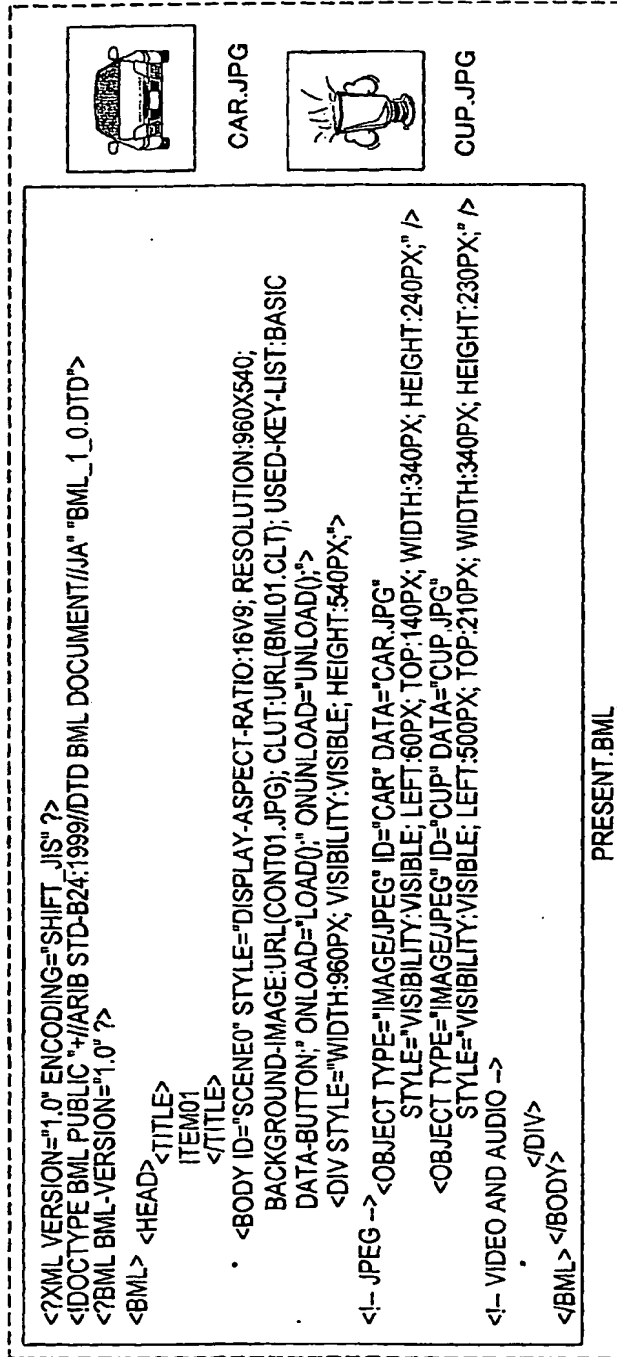 <?XML VERSION="1.0" ENCODING="SHIFT_JIS" ?>
<!DOCTYPE BML PUBLIC "+//ARIB STD-B24:1999//DTD BML DOCUMENT//JA" "BML_1_0.DTD">
<?BML BML-VERSION="1.0" ?>
<BML> <HEAD>
<TITLE>
ITEM01
</TITLE>
<BODY ID="SCENE0" STYLE="DISPLAY-ASPECT-RATIO:16V9; RESOLUTION:960X540;
BACKGROUND-IMAGE:URL(CONT01.JPG); CLUT:URL(BML01.CLT); USED-KEY-LIST:BASIC
DATA-BUTTON;" ONLOAD="LOAD();" ONUNLOAD="UNLOAD();">
<DIV STYLE="WIDTH:960PX; VISIBILITY:VISIBLE; HEIGHT:540PX;">
<!-- JPEG -->
<OBJECT TYPE="IMAGE/JPEG" ID="CAR" DATA="CAR.JPG"
STYLE="VISIBILITY:VISIBLE; LEFT:60PX; TOP:140PX; WIDTH:340PX; HEIGHT:240PX;" />
<OBJECT TYPE="IMAGE/JPEG" ID="CUP" DATA="CUP.JPG"
STYLE="VISIBILITY:VISIBLE; LEFT:500PX; TOP:210PX; WIDTH:340PX; HEIGHT:230PX;" />
<!-- VIDEO AND AUDIO -->
</DIV>
</BML> </BODY>
CAR.JPG
CUP.JPG
PRESENT.BML